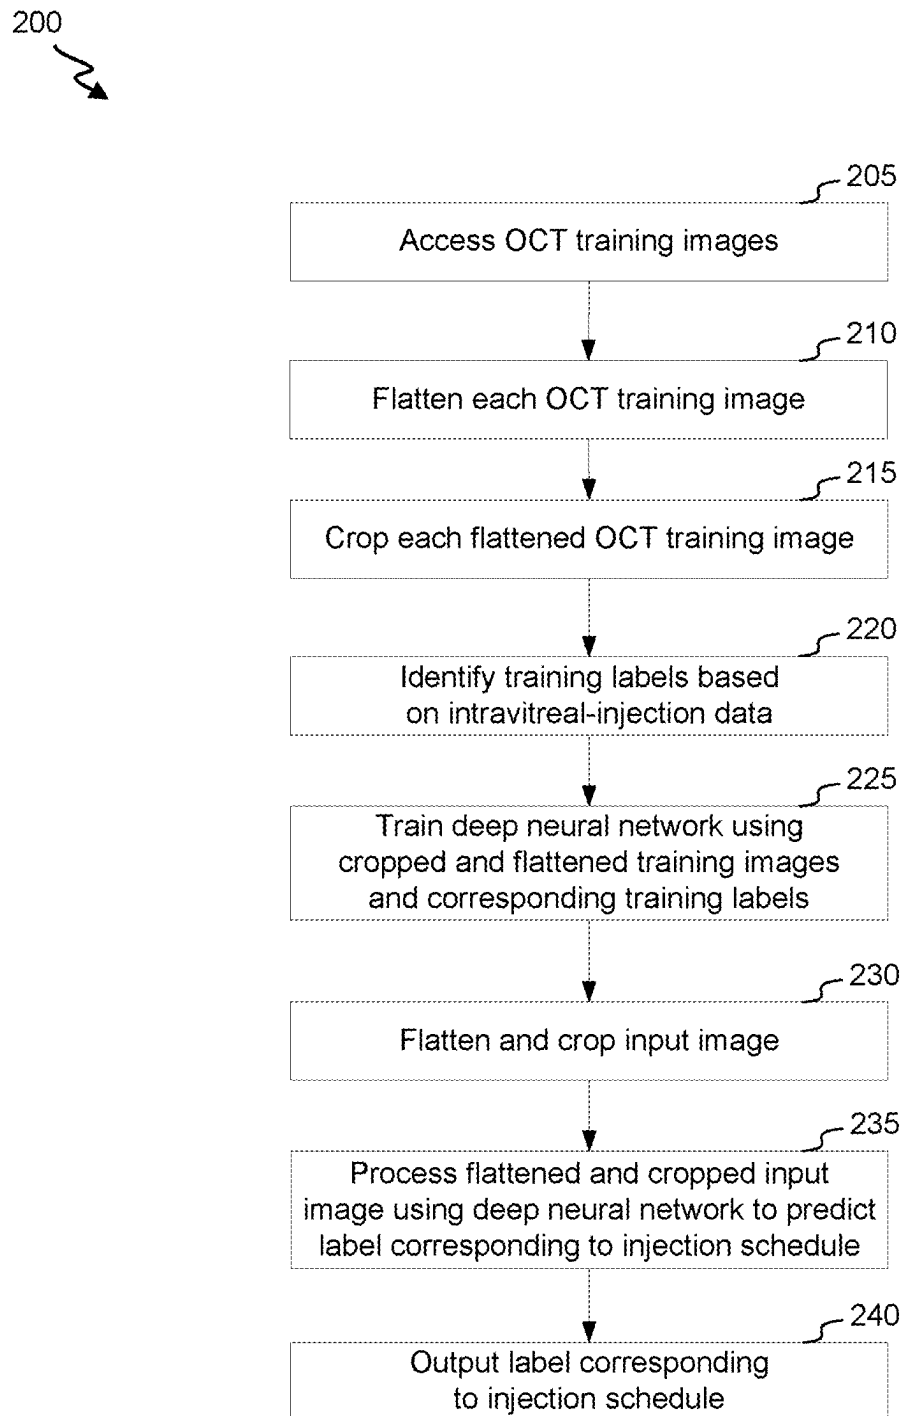 200
205
Access OCT training images
210
Flatten each OCT training image
215
Crop each flattened OCT training image
220
Identify training labels based
on intravitreal-injection data
225
Train deep neural network using
cropped and flattened training images
and corresponding training labels
230
Flatten and crop input image
235
Process flattened and cropped input
image using deep neural network to predict
label corresponding to injection schedule
240
Output label corresponding
to injection schedule